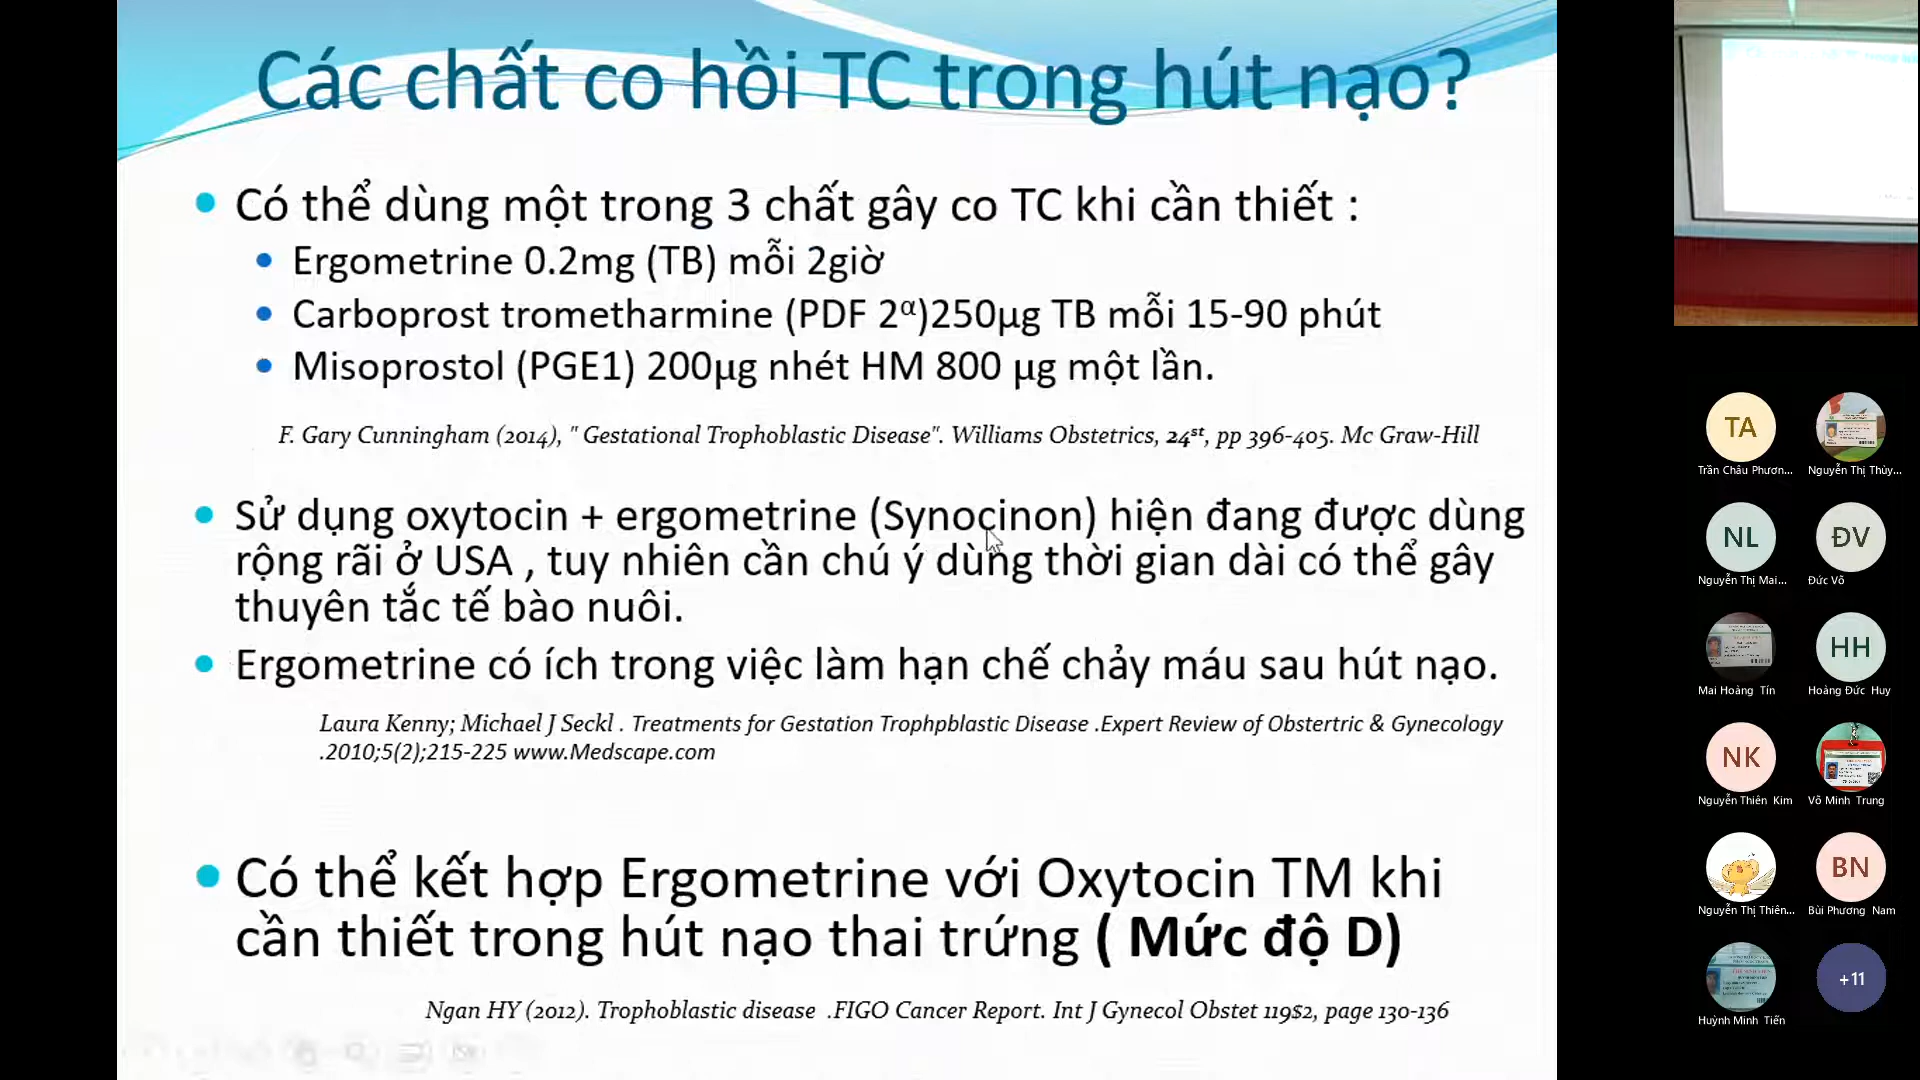 Các chất co hồi TC trong hút nạo?
Có thể dùng một trong 3 chất gây co TC khi cần thiết :
Ergometrine 0.2mg (TB) mỗi 2giờ
Carboprost trometharmine (PDF 2α)250µg TB mỗi 15-90 phút
Misoprostol (PGE1) 200µg nhét HM 800 µg một lần.
F. Gary Cunningham (2014), " Gestational Trophoblastic Disease". Williams Obstetrics, 24st, pp 396-405. Mc Graw-Hill
Sử dụng oxytocin + ergometrine (Synocinon) hiện đang được dùng
rộng rãi ở USA , tuy nhiên cần chú ý dùng thời gian dài có thể gây
thuyên tắc tế bào nuôi.
Ergometrine có ích trong việc làm hạn chế chảy máu sau hút nạo.
Laura Kenny; Michael J Seckl . Treatments for Gestation Trophpblastic Disease .Expert Review of Obstertric & Gynecology
.2010;5(2);215-225 www.Medscape.com
Có thể kết hợp Ergometrine với Oxytocin TM khi
cần thiết trong hút nạo thai trứng ( Mức độ D)
Ngan HY (2012). Trophoblastic disease .FIGO Cancer Report. Int J Gynecol Obstet 119S2, page 130-136
TA
Trần Châu Phươn...
Nguyễn Thị Thùy...
NL
Nguyễn Thị Mai...
ĐV
Đức Võ
Mai Hoàng Tín
HH
Hoàng Đức Huy
NK
Nguyễn Thiên Kim
Võ Minh Trung
Nguyễn Thị Thiên...
BN
Bùi Phương Nam
Huỳnh Minh Tiến
+11